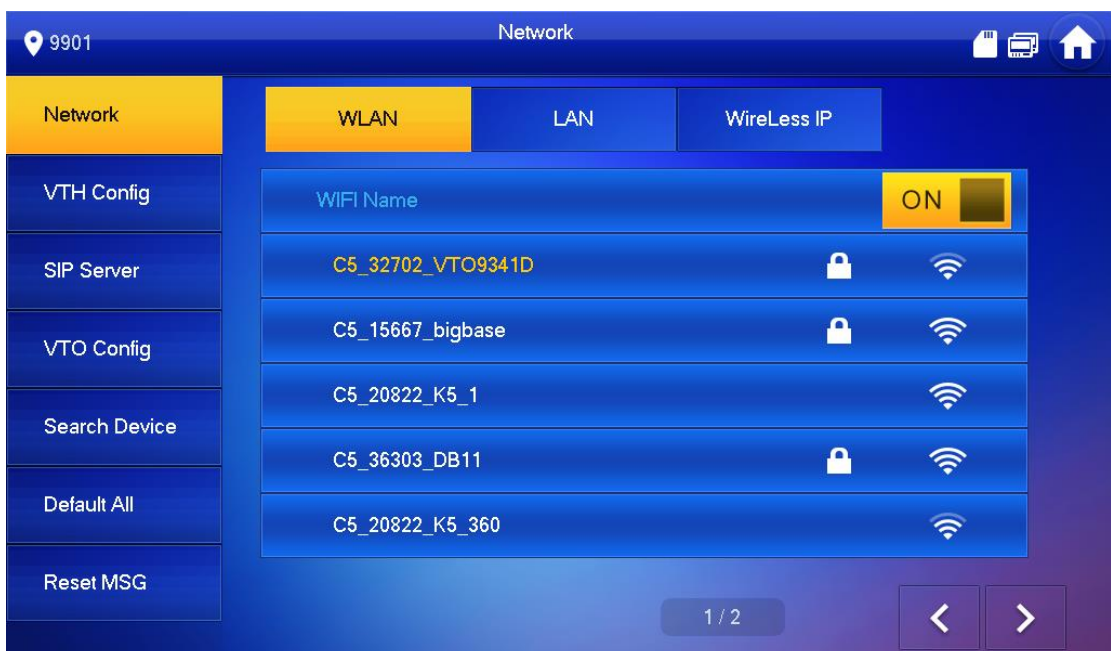 9901
Network
Network
WLAN
LAN
WireLess IP
VTH Config
WIFI Name
ON
SIP Server
C5_32702_VTO9341D
VTO Config
C5_15667_bigbase
C5_20822_K5_1
Search Device
C5_36303_DB11
Default All
C5_20822_K5_360
Reset MSG
1 / 2